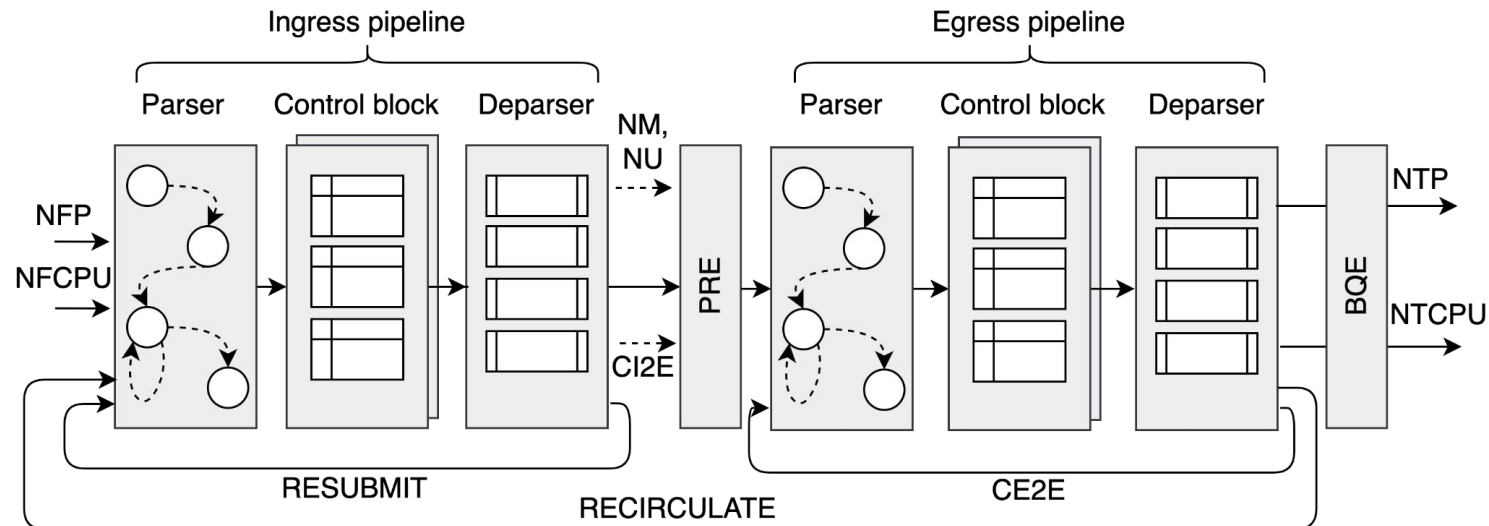 Ingress pipeline
Egress pipeline
Parser
Control block
Deparser
Parser
Control block
Deparser
NM,
NU
NFP
NFCPU
PRE
CI2E
BQE
NTP
NTCPU
RESUBMIT
CE2E
RECIRCULATE